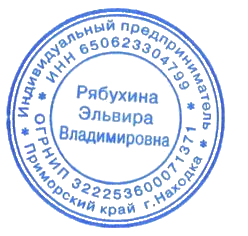 Индивидуальный предприниматель
* ИНН 650623304799 *
Рябухина
Эльвира
Владимировна
ОГРНИП 322253600071371
* Приморский край г.Находка *